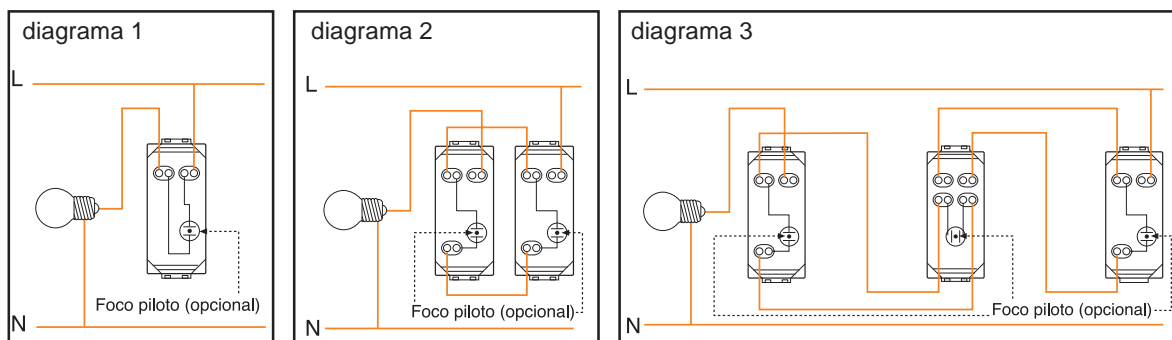 diagrama 1
L
Foco piloto (opcional)
N
diagrama 2
L
Foco piloto (opcional)
N
diagrama 3
L
Foco piloto (opcional)
N